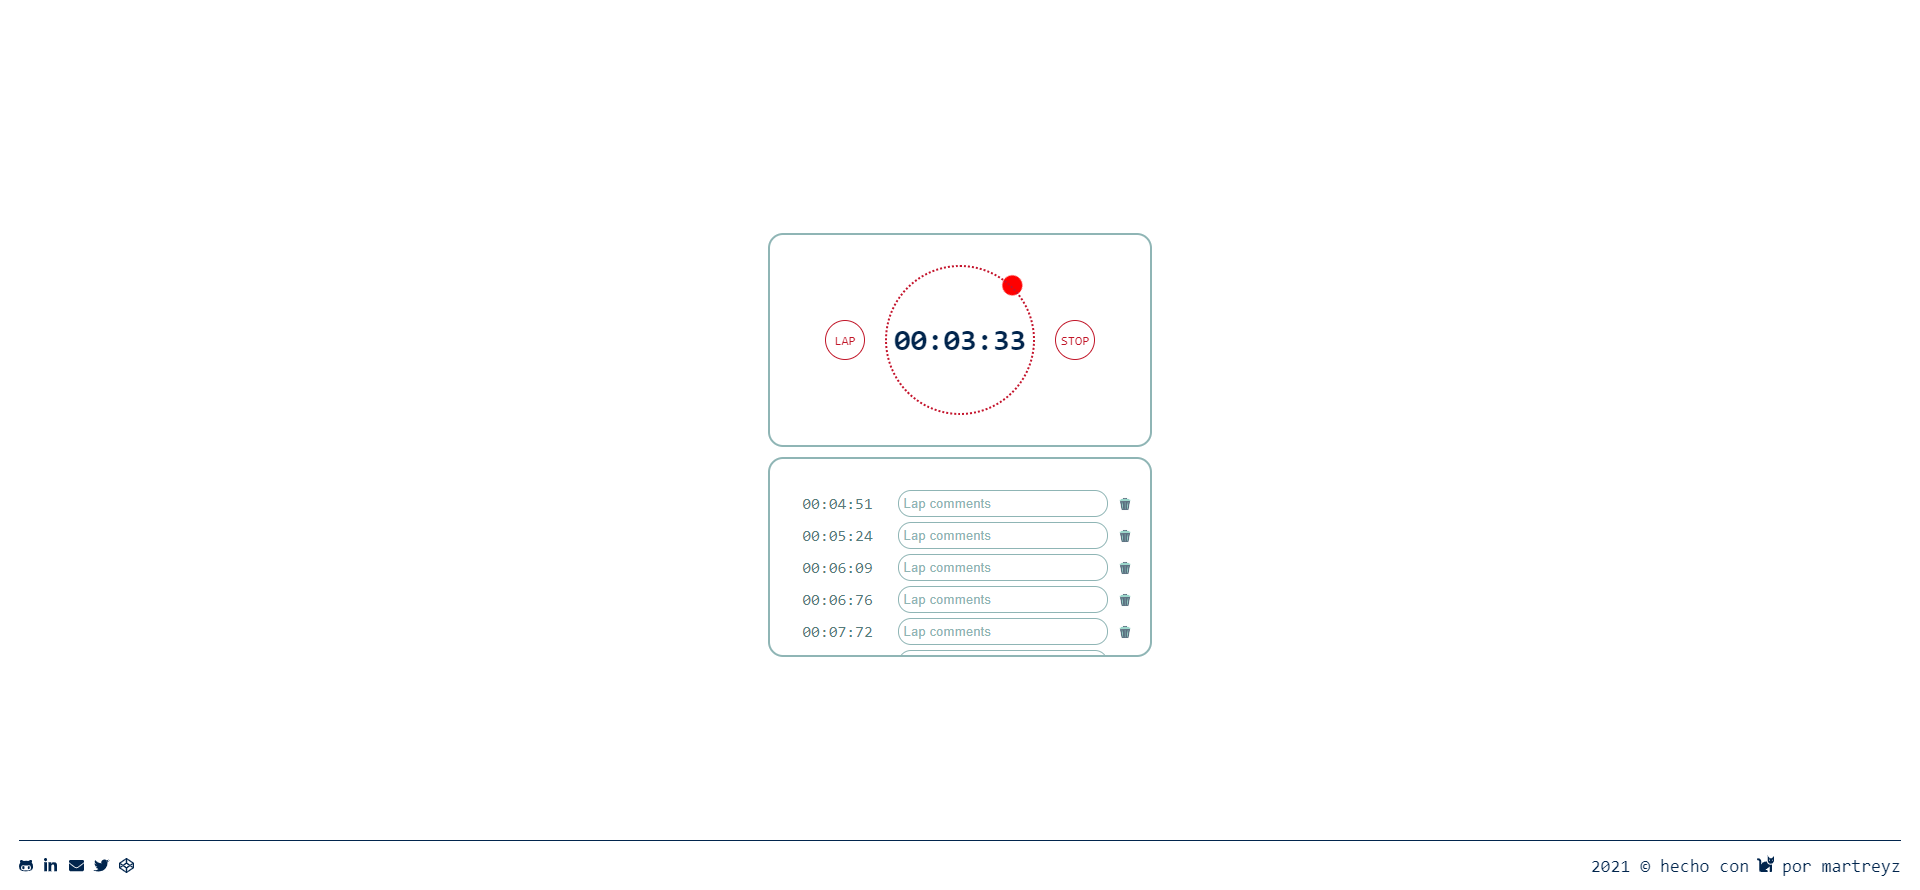 LAP
00:03:33
STOP
00:04:51 Lap comments
00:05:24 Lap comments
00:06:09 Lap comments
00:06:76 Lap comments
00:07:72 Lap comments
2021 © hecho con por martreyz